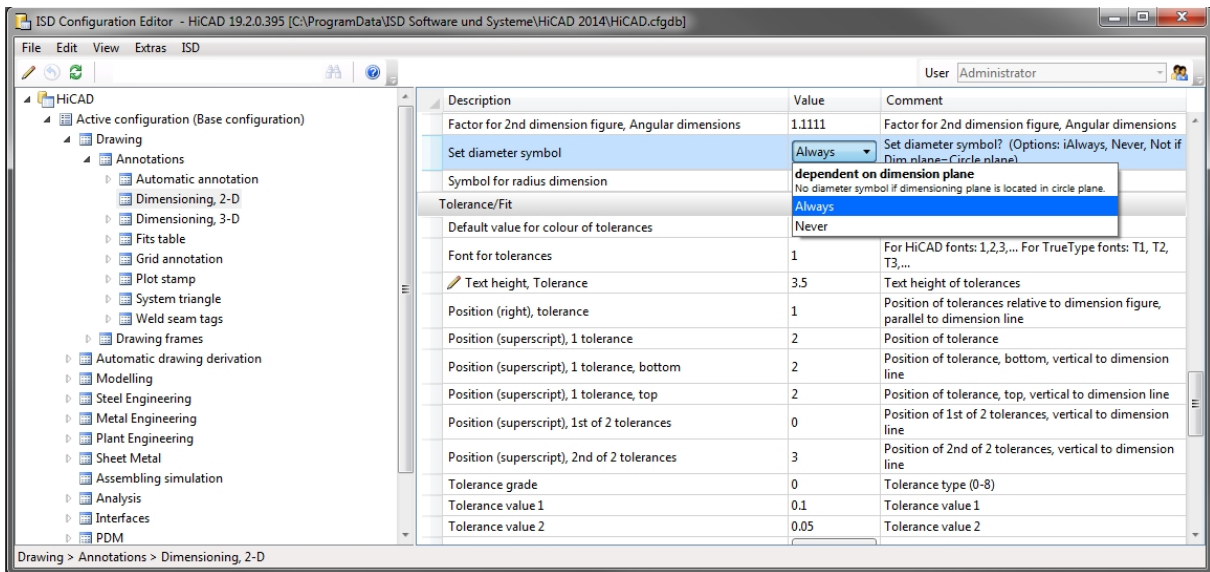 ISD Configuration Editor - HiCAD 19.2.0.395 [C:\ProgramData\ISD Software und Systeme\HiCAD 2014\HiCAD.cfgdb]
File Edit View Extras ISD
User Administrator
HiCAD
Active configuration (Base configuration)
Drawing
Annotations
Automatic annotation
Dimensioning, 2-D
Dimensioning, 3-D
Fits table
Grid annotation
Plot stamp
System triangle
Weld seam tags
Drawing frames
Automatic drawing derivation
Modelling
Steel Engineering
Metal Engineering
Plant Engineering
Sheet Metal
Assembling simulation
Analysis
Interfaces
PDM
Description Value Comment
Factor for 2nd dimension figure, Angular dimensions 1.1111 Factor for 2nd dimension figure, Angular dimensions
Set diameter symbol Always Set diameter symbol? (Options: iAlways, Never, Not if
Dim plane=Circle plane)
Symbol for radius dimension
dependent on dimension plane
No diameter symbol if dimensioning plane is located in circle plane.
Always
Never
Tolerance/Fit
Default value for colour of tolerances
Font for tolerances 1 For HiCAD fonts: 1,2,3,... For TrueType fonts: T1, T2,
T3,...
Text height, Tolerance 3.5 Text height of tolerances
Position (right), tolerance 1 Position of tolerances relative to dimension figure,
parallel to dimension line
Position (superscript), 1 tolerance 2 Position of tolerance
Position (superscript), 1 tolerance, bottom 2 Position of tolerance, bottom, vertical to dimension
line
Position (superscript), 1 tolerance, top 2 Position of tolerance, top, vertical to dimension line
Position (superscript), 1st of 2 tolerances 0 Position of 1st of 2 tolerances, vertical to dimension
line
Position (superscript), 2nd of 2 tolerances 3 Position of 2nd of 2 tolerances, vertical to dimension
line
Tolerance grade 0 Tolerance type (0-8)
Tolerance value 1 0.1 Tolerance value 1
Tolerance value 2 0.05 Tolerance value 2
Drawing > Annotations > Dimensioning, 2-D